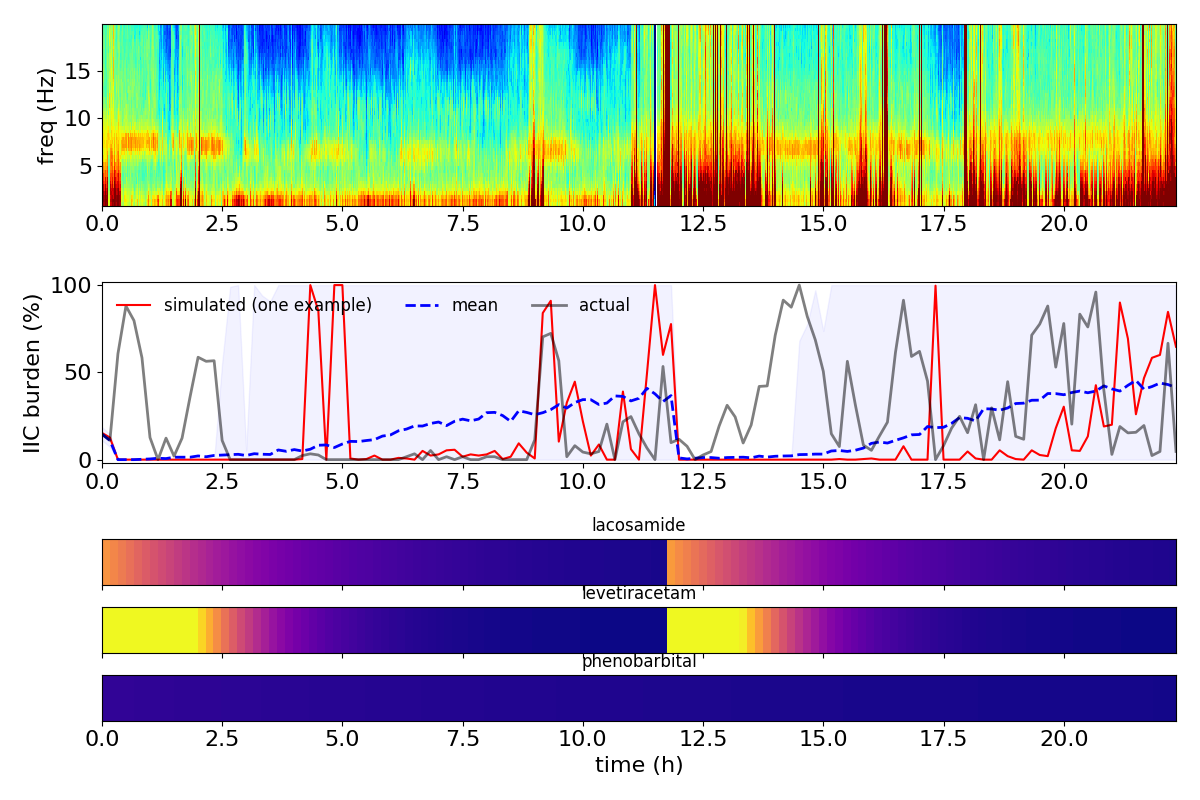 freq (Hz)
15
10
5
0.0 2.5 5.0 7.5 10.0 12.5 15.0 17.5 20.0
IIC burden (%)
100
50
0
simulated (one example) mean actual
0.0 2.5 5.0 7.5 10.0 12.5 15.0 17.5 20.0
lacosamide
levetiracetam
phenobarbital
0.0 2.5 5.0 7.5 10.0 12.5 15.0 17.5 20.0
time (h)